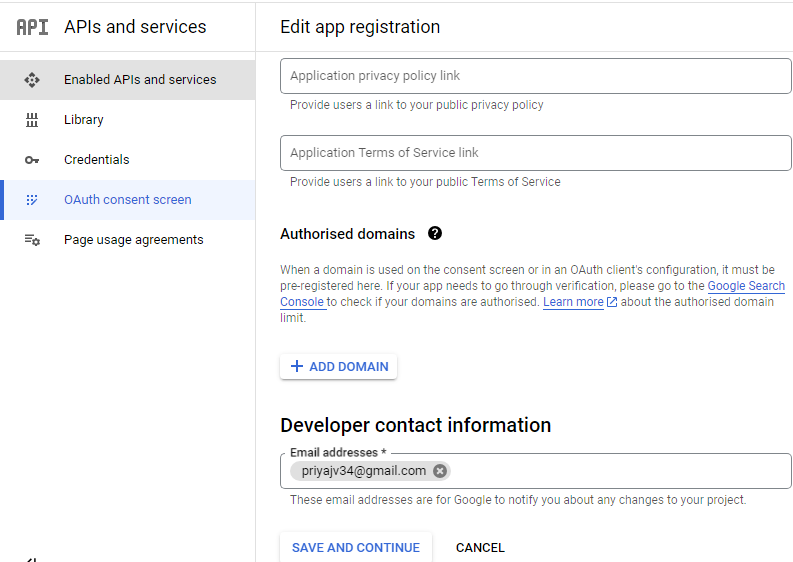 API APIs and services
Edit app registration
Enabled APIs and services
Library
Credentials
OAuth consent screen
Page usage agreements
Application privacy policy link
Provide users a link to your public privacy policy
Application Terms of Service link
Provide users a link to your public Terms of Service
Authorised domains ?
When a domain is used on the consent screen or in an OAuth client's configuration, it must be
pre-registered here. If your app needs to go through verification, please go to the Google Search
Console to check if your domains are authorised. Learn more about the authorised domain
limit.
+ ADD DOMAIN
Developer contact information
Email addresses *
priyajv34@gmail.com
These email addresses are for Google to notify you about any changes to your project.
SAVE AND CONTINUE CANCEL